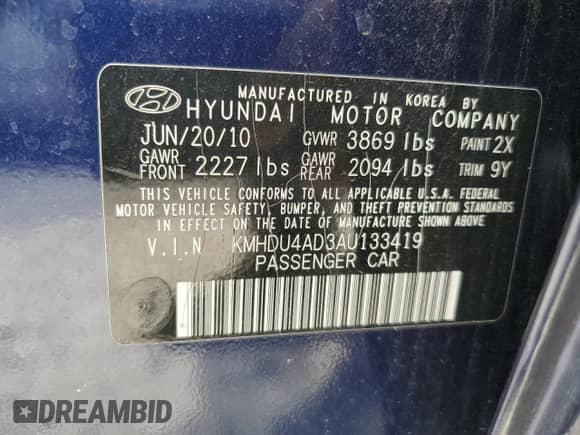 MANUFACTURED IN KOREA BY
HYUNDAI MOTOR COMPANY
JUN/20/10 GVWR 3869 lbs PAINT 2X
GAWR FRONT 2227 lbs GAWR REAR 2094 lbs TRIM 9Y
THIS VEHICLE CONFORMS TO ALL APPLICABLE U.S.A. FEDERAL
MOTOR VEHICLE SAFETY, BUMPER, AND THEFT PREVENTION STANDARDS
IN EFFECT ON THE DATE OF MANUFACTURE SHOWN ABOVE
V.I.N KMHDU4AD3AU133419
PASSENGER CAR
DREAMBID